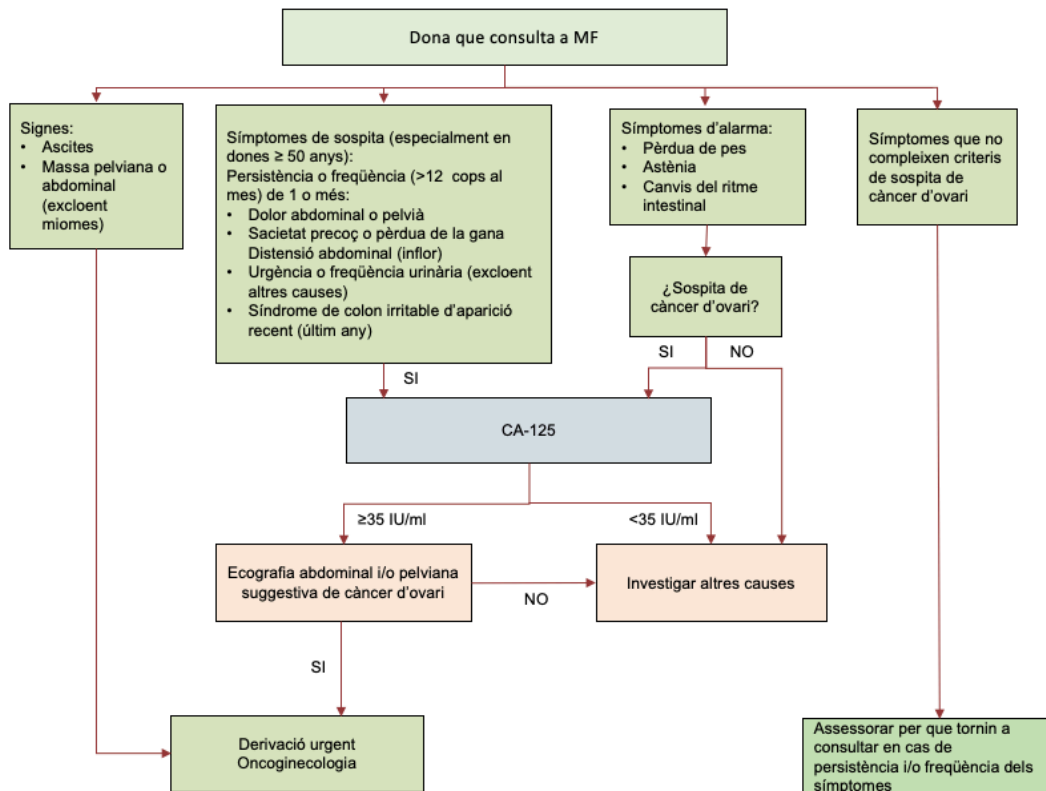 Dona que consulta a MF
Signes:
• Ascites
• Massa pelviana o
abdominal
(excloent
miomes)
Símptomes de sospita (especialment en
dones ≥ 50 anys):
Persistència o freqüència (>12 cops al
mes) de 1 o més:
• Dolor abdominal o pelvià
• Sacietat precoç o pèrdua de la gana
Distensió abdominal (inflor)
• Urgència o freqüència urinària (excloent
altres causes)
• Síndrome de colon irritable d'aparició
recent (últim any)
Símptomes d'alarma:
• Pèrdua de pes
• Astènia
• Canvis del ritme
intestinal
Símptomes que no
compleixen criteris
de sospita de
càncer d'ovari
¿Sospita de
càncer d'ovari?
SI
NO
SI
CA-125
≥35 IU/ml
<35 IU/ml
Ecografia abdominal i/o pelviana
suggestiva de càncer d'ovari
NO
Investigar altres causes
SI
Derivació urgent
Oncoginecologia
Assessorar per que tornin a
consultar en cas de
persistència i/o freqüència dels
símptomes